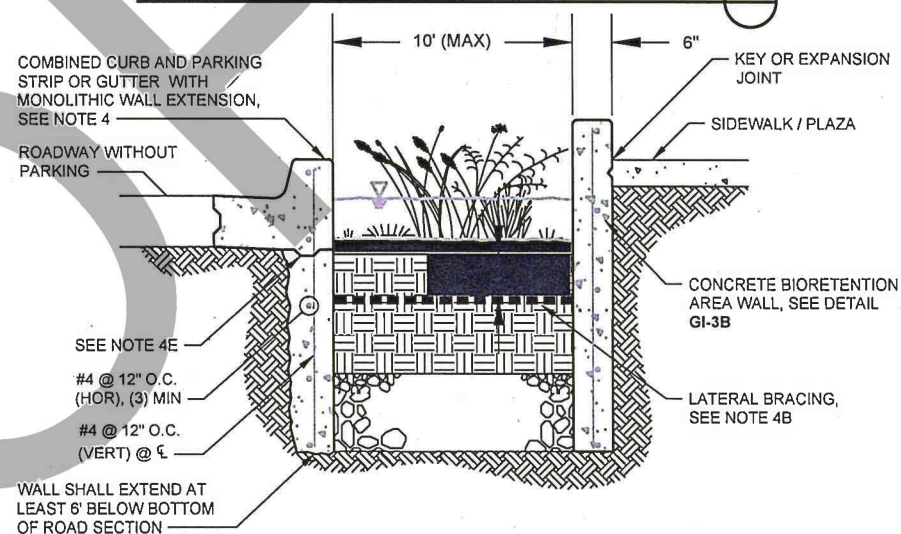 10' (MAX)
6"
COMBINED CURB AND PARKING
STRIP OR GUTTER WITH
MONOLITHIC WALL EXTENSION,
SEE NOTE 4
ROADWAY WITHOUT
PARKING
SEE NOTE 4E
#4 @ 12" O.C.
(HOR), (3) MIN
#4 @ 12" O.C.
(VERT) @ ℄
WALL SHALL EXTEND AT
LEAST 6' BELOW BOTTOM
OF ROAD SECTION
KEY OR EXPANSION
JOINT
SIDEWALK / PLAZA
CONCRETE BIORETENTION
AREA WALL, SEE DETAIL
GI-3B
LATERAL BRACING,
SEE NOTE 4B